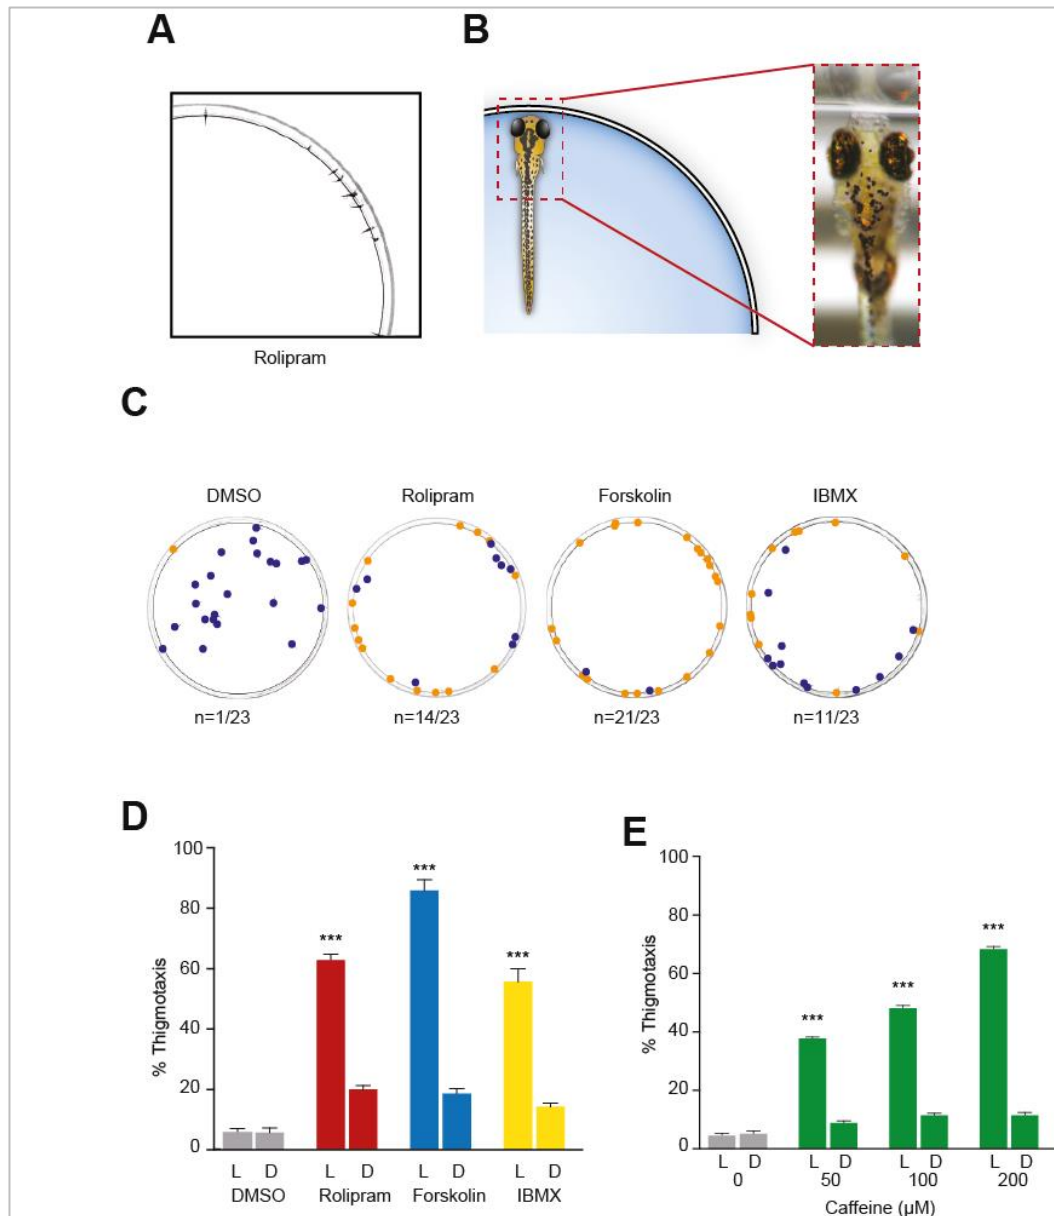 A
B
Rolipram
C
DMSO
Rolipram
Forskolin
IBMX
n=1/23
n=14/23
n=21/23
n=11/23
D
% Thigmotaxis
100
80
60
40
20
0
***
***
***
L D L D L D L D
DMSO Rolipram Forskolin IBMX
E
% Thigmotaxis
100
80
60
40
20
0
***
***
***
L D L D L D L D
0 50 100 200
Caffeine (µM)